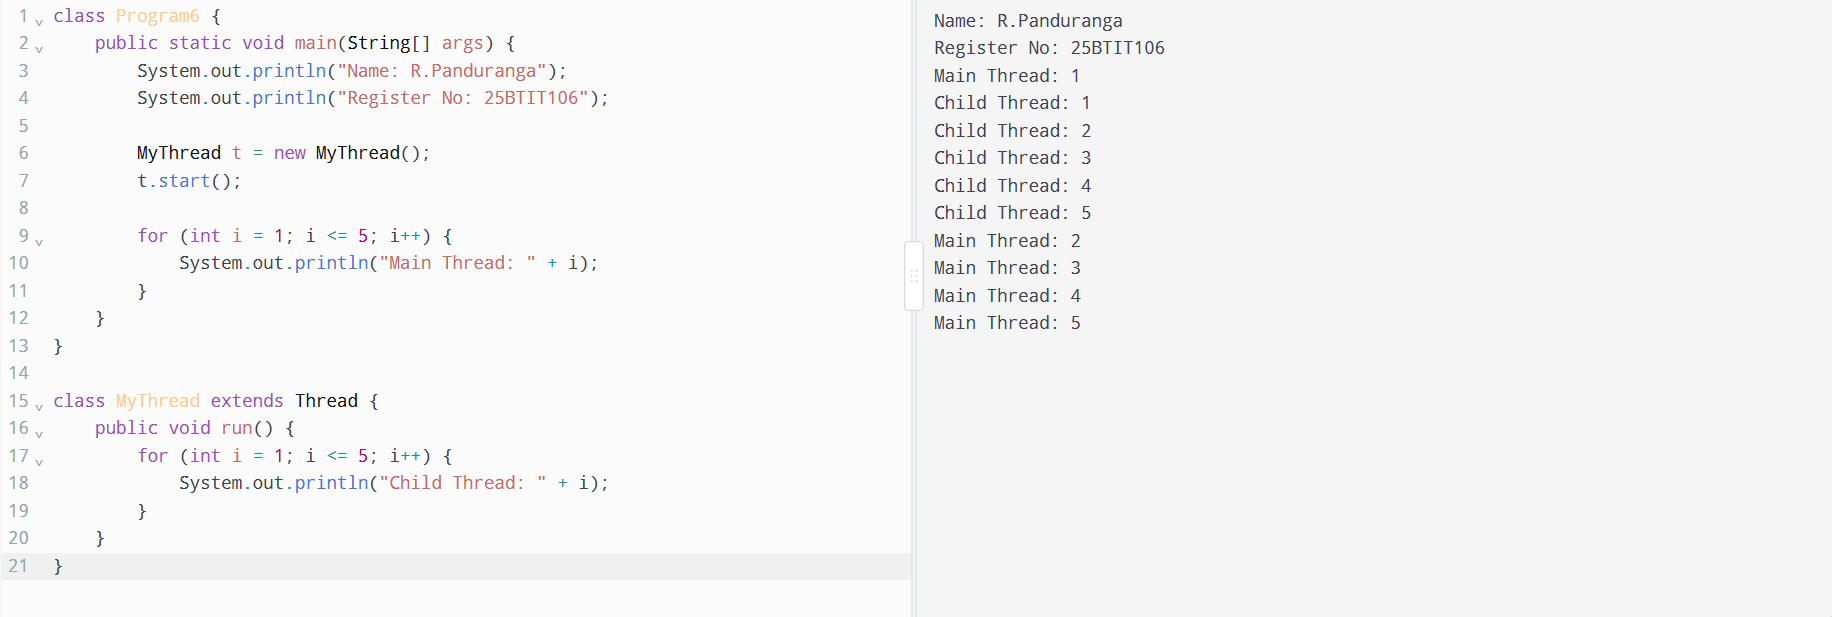 1 class Program6 {
2 public static void main(String[] args) {
3 System.out.println("Name: R.Panduranga");
4 System.out.println("Register No: 25BTIT106");
5
6 MyThread t = new MyThread();
7 t.start();
8
9 for (int i = 1; i <= 5; i++) {
10 System.out.println("Main Thread: " + i);
11 }
12 }
13 }
14
15 class MyThread extends Thread {
16 public void run() {
17 for (int i = 1; i <= 5; i++) {
18 System.out.println("Child Thread: " + i);
19 }
20 }
21 }
Name: R.Panduranga
Register No: 25BTIT106
Main Thread: 1
Child Thread: 1
Child Thread: 2
Child Thread: 3
Child Thread: 4
Child Thread: 5
Main Thread: 2
Main Thread: 3
Main Thread: 4
Main Thread: 5